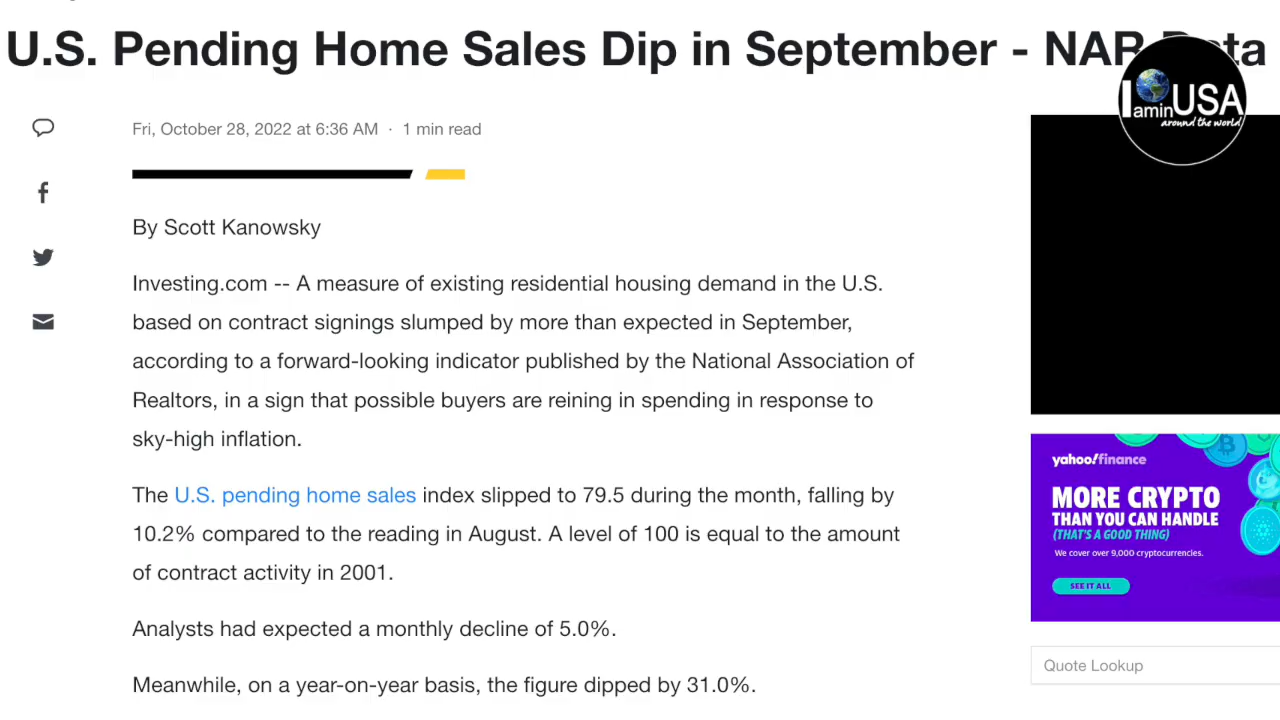 U.S. Pending Home Sales Dip in September - NAR Data
I aminUSA
around the world
Fri, October 28, 2022 at 6:36 AM · 1 min read
By Scott Kanowsky
Investing.com -- A measure of existing residential housing demand in the U.S.
based on contract signings slumped by more than expected in September,
according to a forward-looking indicator published by the National Association of
Realtors, in a sign that possible buyers are reining in spending in response to
sky-high inflation.
The U.S. pending home sales index slipped to 79.5 during the month, falling by
10.2% compared to the reading in August. A level of 100 is equal to the amount
of contract activity in 2001.
Analysts had expected a monthly decline of 5.0%.
Meanwhile, on a year-on-year basis, the figure dipped by 31.0%.
yahoo!finance
MORE CRYPTO
THAN YOU CAN HANDLE
(THAT'S A GOOD THING)
We cover over 9,000 cryptocurrencies.
SEE IT ALL
Quote Lookup